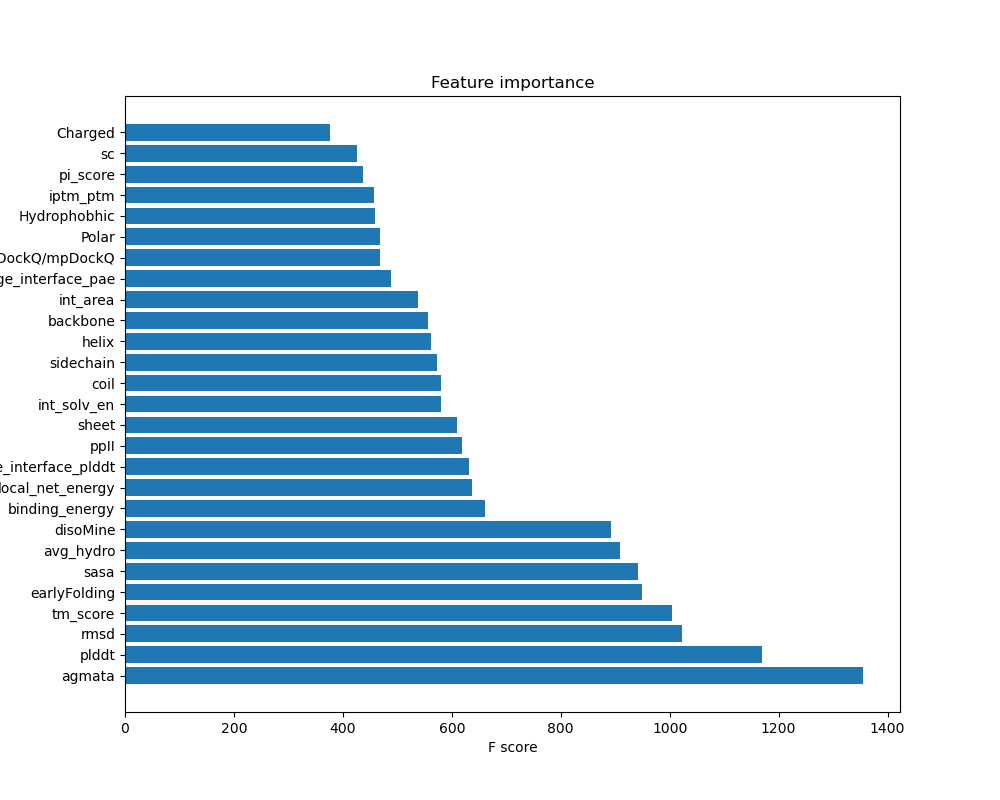 Feature importance
Charged
sc
pi_score
iptm_ptm
Hydrophobhic
Polar
DockQ/mpDockQ
ge_interface_pae
int_area
backbone
helix
sidechain
coil
int_solv_en
sheet
ppII
e_interface_plddt
local_net_energy
binding_energy
disoMine
avg_hydro
sasa
earlyFolding
tm_score
rmsd
plddt
agmata
0 200 400 600 800 1000 1200 1400
F score